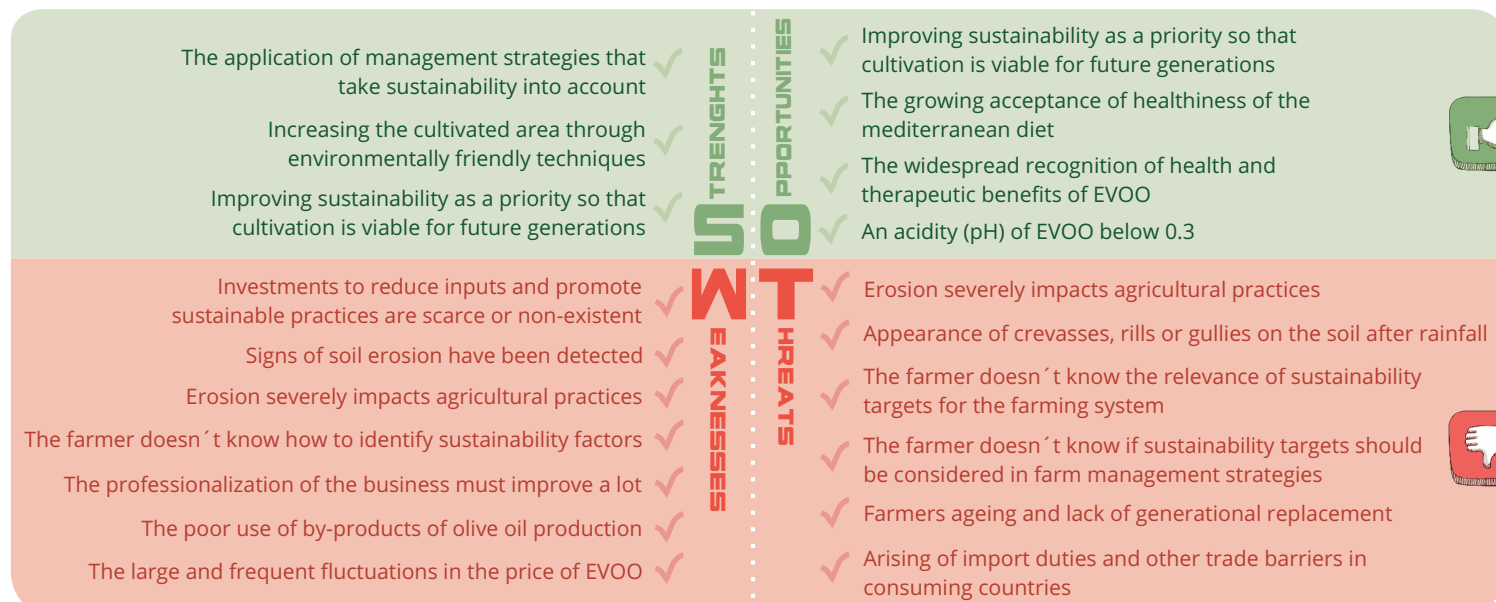 STRENGHTS
The application of management strategies that
take sustainability into account
Increasing the cultivated area through
environmentally friendly techniques
Improving sustainability as a priority so that
cultivation is viable for future generations
OPPORTUNITIES
Improving sustainability as a priority so that
cultivation is viable for future generations
The growing acceptance of healthiness of the
mediterranean diet
The widespread recognition of health and
therapeutic benefits of EVOO
An acidity (pH) of EVOO below 0.3
WEAKNESSES
Investments to reduce inputs and promote
sustainable practices are scarce or non-existent
Signs of soil erosion have been detected
Erosion severely impacts agricultural practices
The farmer doesn´t know how to identify sustainability factors
The professionalization of the business must improve a lot
The poor use of by-products of olive oil production
The large and frequent fluctuations in the price of EVOO
THREATS
Erosion severely impacts agricultural practices
Appearance of crevasses, rills or gullies on the soil after rainfall
The farmer doesn´t know the relevance of sustainability
targets for the farming system
The farmer doesn´t know if sustainability targets should
be considered in farm management strategies
Farmers ageing and lack of generational replacement
Arising of import duties and other trade barriers in
consuming countries